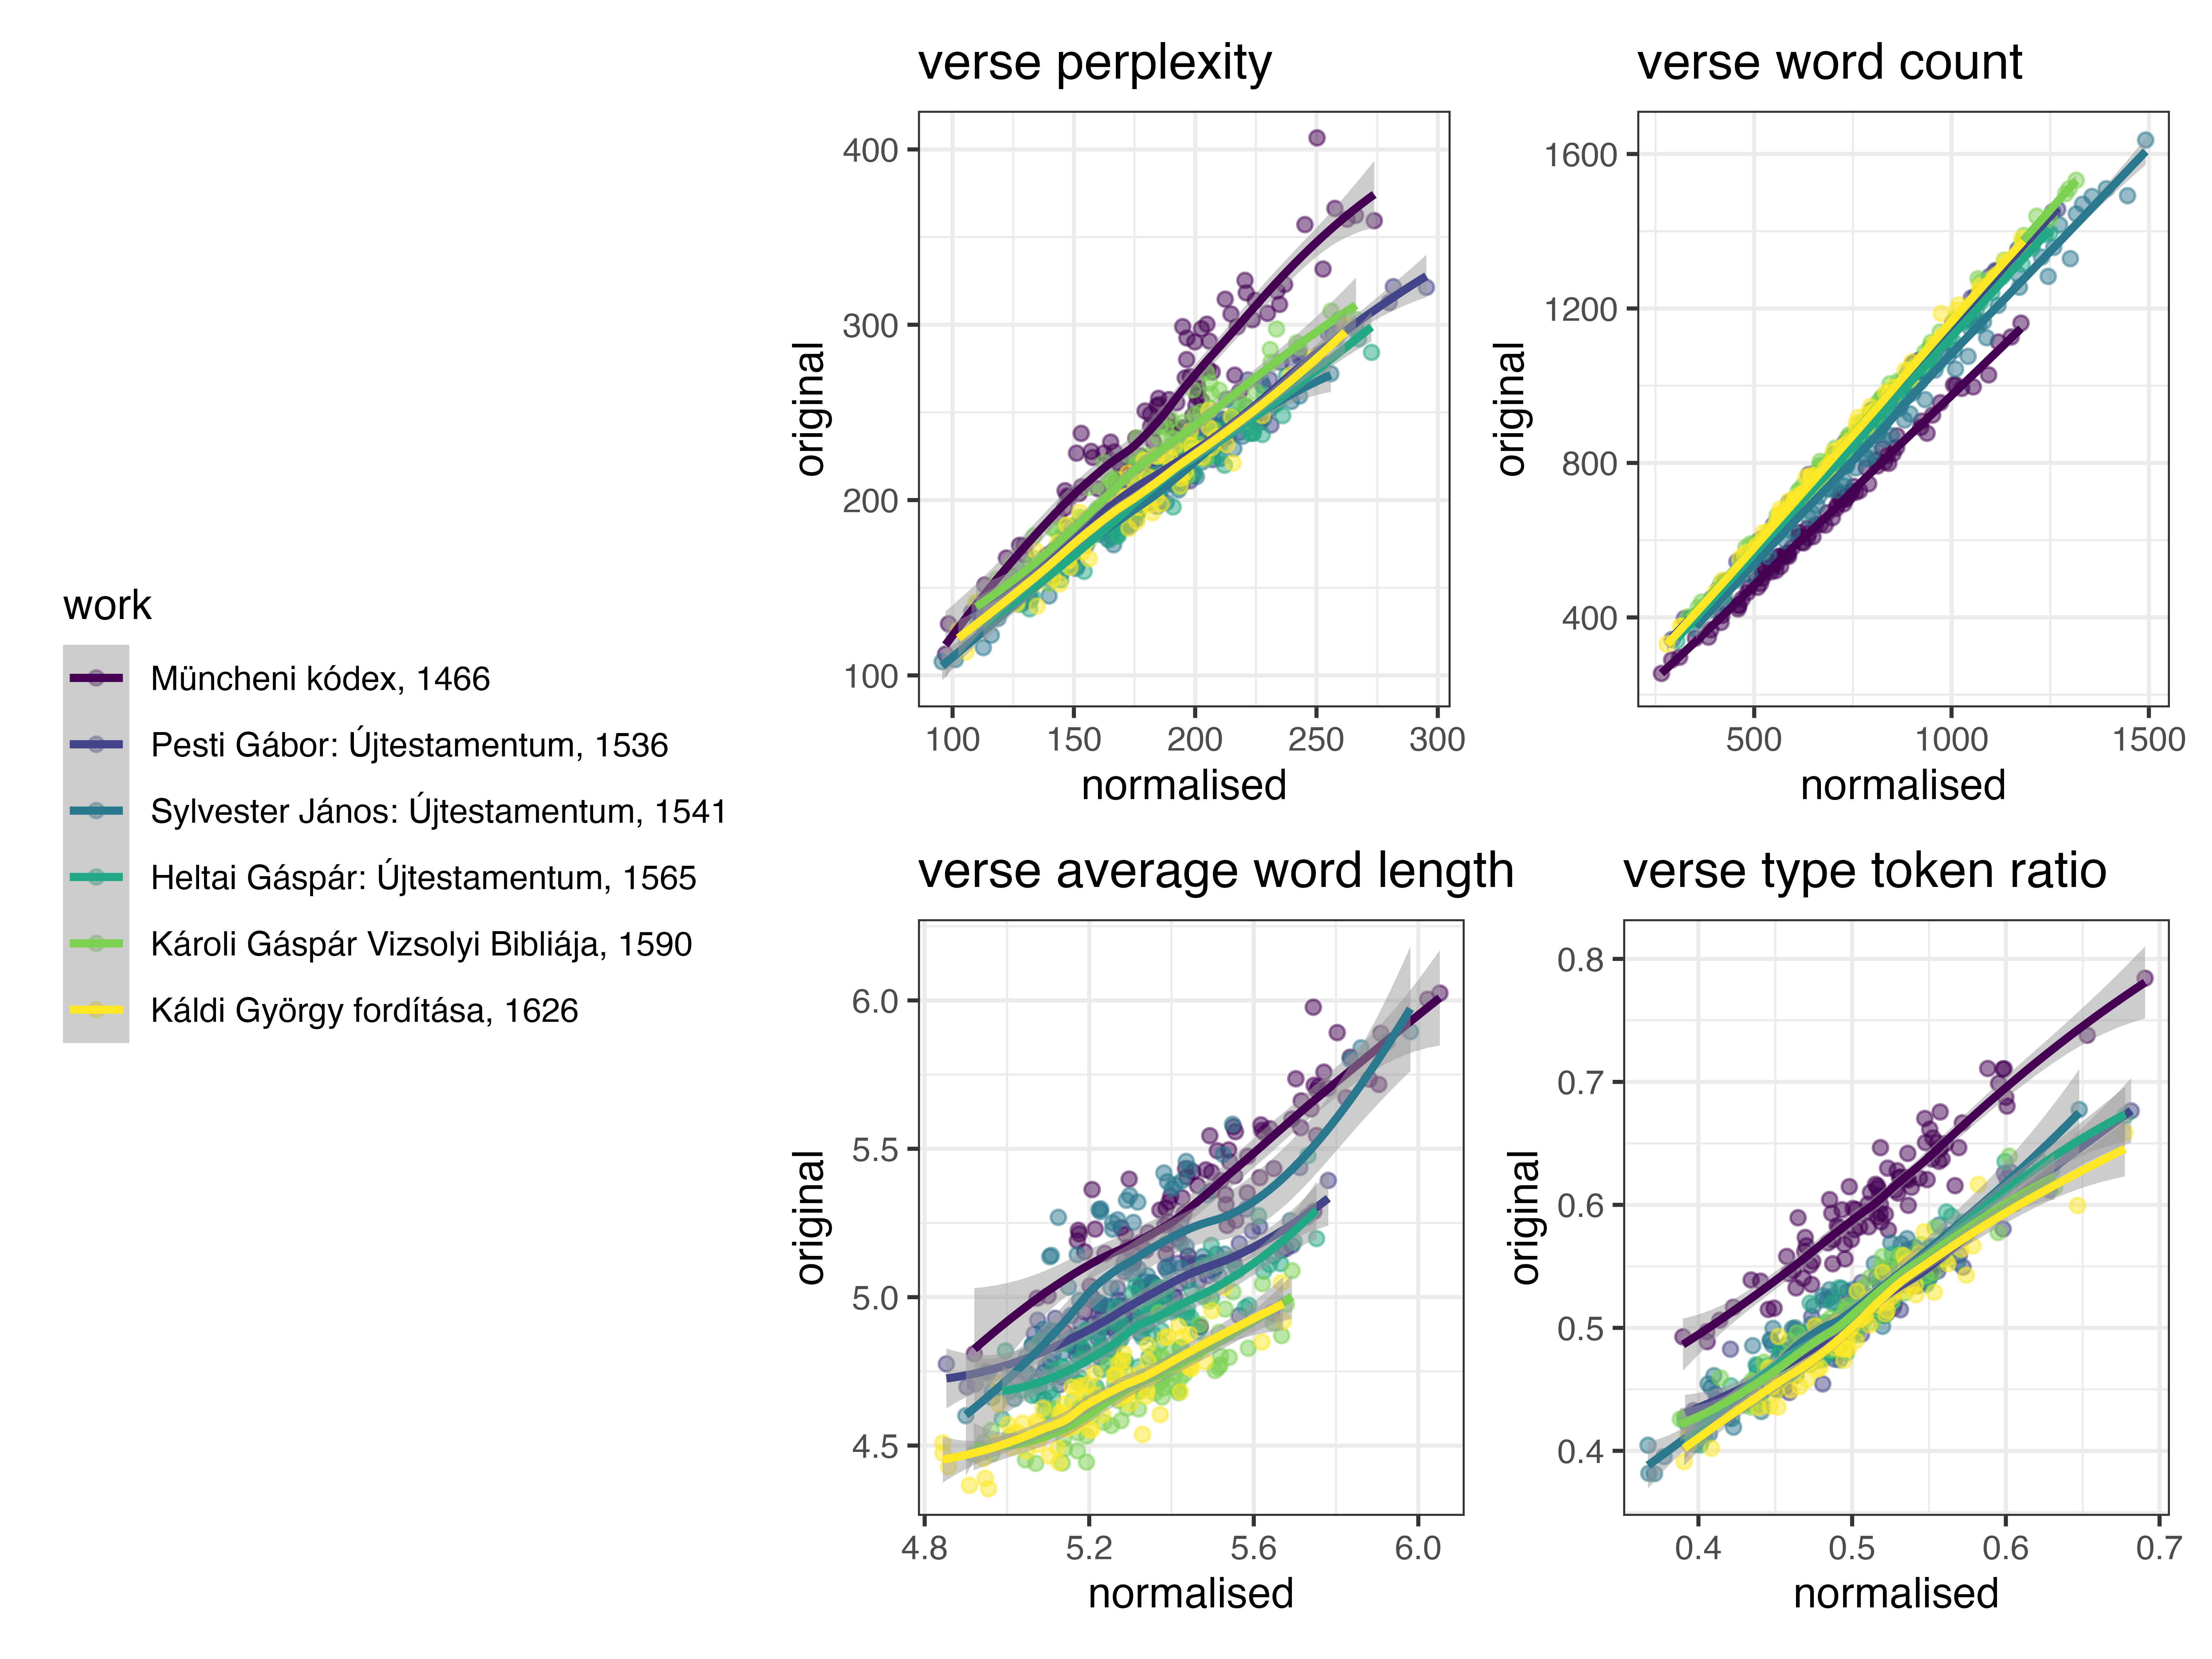 work
Müncheni kódex, 1466
Pesti Gábor: Újtestamentum, 1536
Sylvester János: Újtestamentum, 1541
Heltai Gáspár: Újtestamentum, 1565
Károli Gáspár Vizsolyi Bibliája, 1590
Káldi György fordítása, 1626
verse perplexity
original
400
300
200
100
100 150 200 250 300
normalised
verse word count
original
1600
1200
800
400
500 1000 1500
normalised
verse average word length
original
6.0
5.5
5.0
4.5
4.8 5.2 5.6 6.0
normalised
verse type token ratio
original
0.8
0.7
0.6
0.5
0.4
0.4 0.5 0.6 0.7
normalised